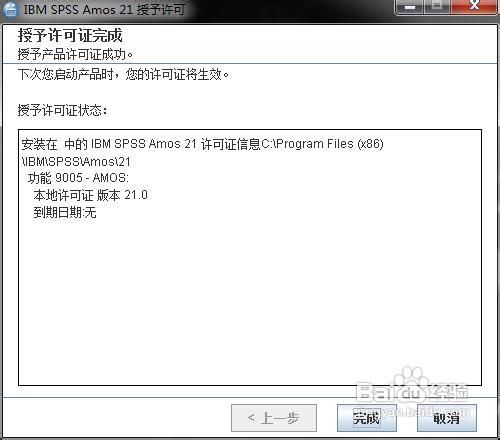 IBM SPSS Amos 21 授予许可
授予许可证完成
授予产品许可证成功。
下次您启动产品时，您的许可证将生效。
授予许可证状态：
安装在 中的 IBM SPSS Amos 21 许可证信息C:\Program Files (x86)
\IBM\SPSS\Amos\21
功能 9005 - AMOS:
本地许可证 版本 21.0
到期日期:无
< 上一步
完成
取消
Baidu经验
jingyan.baidu.com